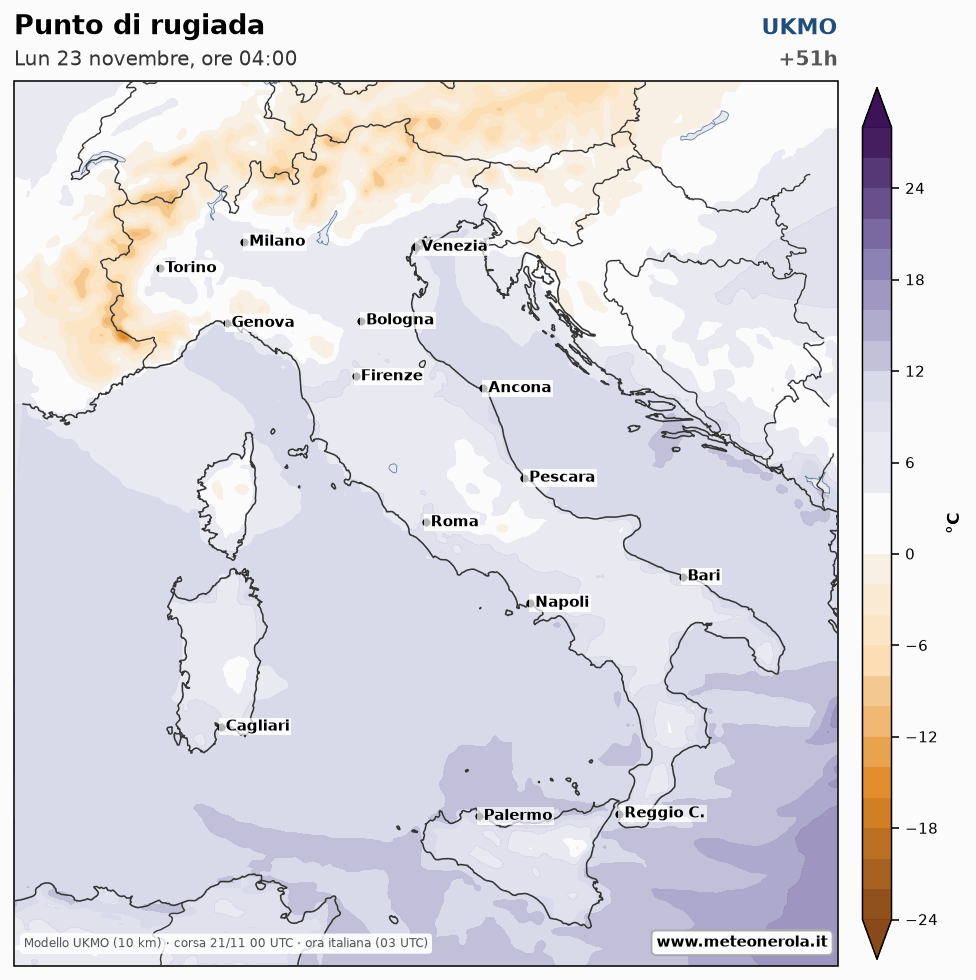 Punto di rugiada
UKMO
Lun 23 novembre, ore 04:00
+51h
Milano
Venezia
Torino
Genova
Bologna
Firenze
Ancona
Pescara
Roma
Bari
Napoli
Cagliari
Palermo
Reggio C.
24
18
12
6
0
−6
−12
−18
−24
°C
Modello UKMO (10 km) · corsa 21/11 00 UTC · ora italiana (03 UTC)
www.meteonerola.it